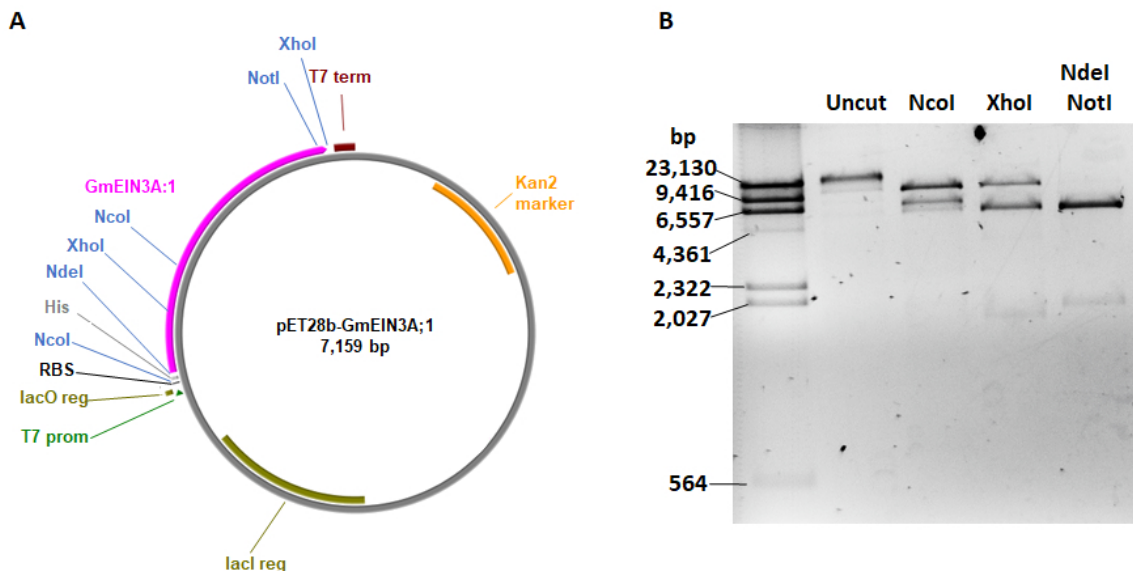 A
XhoI
NotI
T7 term
GmEIN3A:1
Kan2
marker
NcoI
XhoI
NdeI
His
NcoI
RBS
lacO reg
T7 prom
pET28b-GmEIN3A;1
7,159 bp
lacI reg
B
NdeI
Uncut NcoI XhoI NotI
bp
23,130
9,416
6,557
4,361
2,322
2,027
564